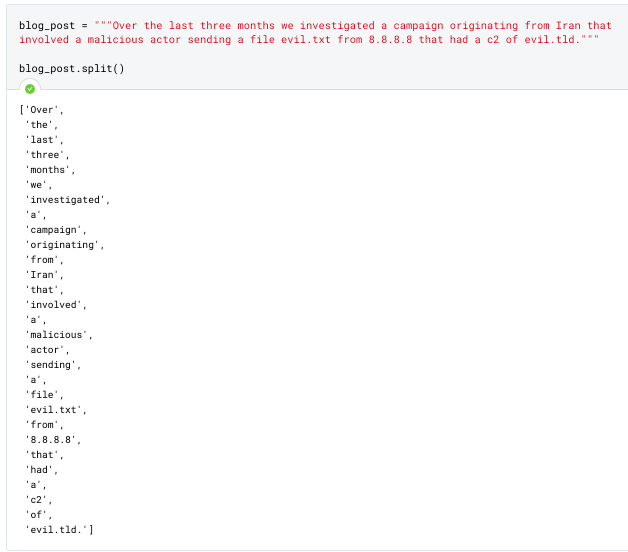 blog_post = """Over the last three months we investigated a campaign originating from Iran that
involved a malicious actor sending a file evil.txt from 8.8.8.8 that had a c2 of evil.tld."""
blog_post.split()
['Over',
'the',
'last',
'three',
'months',
'we',
'investigated',
'a',
'campaign',
'originating',
'from',
'Iran',
'that',
'involved',
'a',
'malicious',
'actor',
'sending',
'a',
'file',
'evil.txt',
'from',
'8.8.8.8',
'that',
'had',
'a',
'c2',
'of',
'evil.tld.']